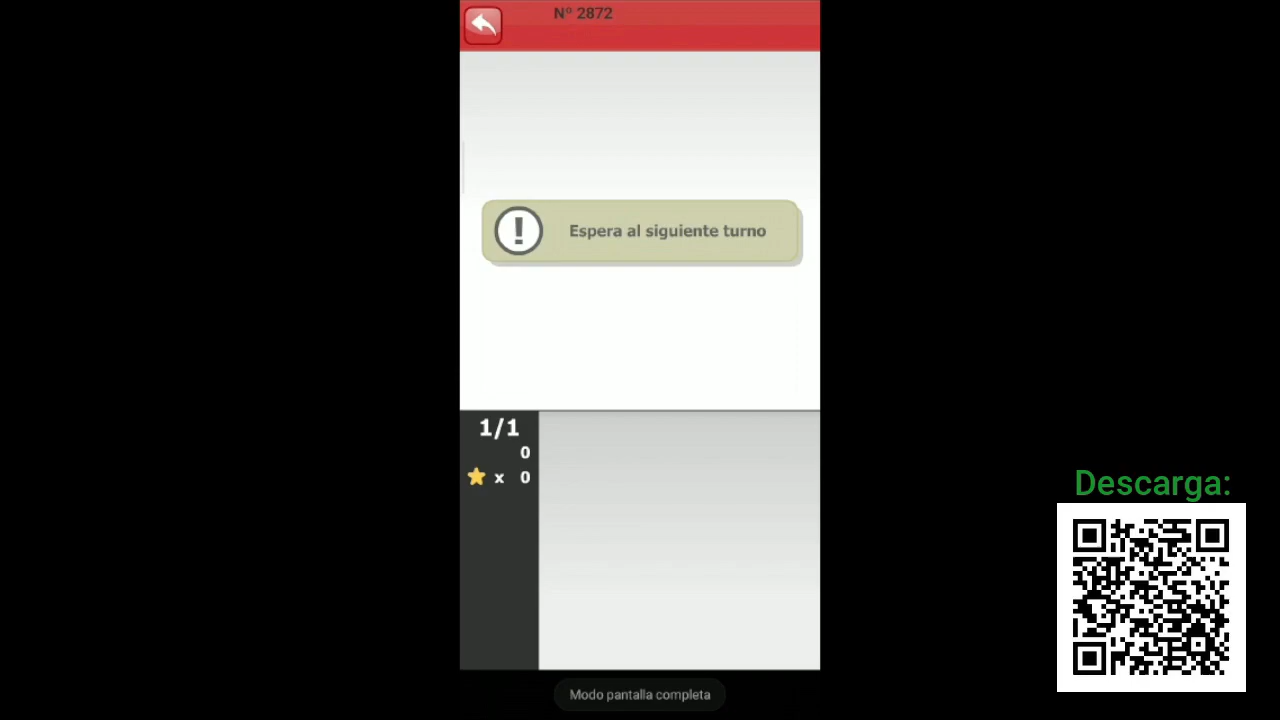 Nº 2872
Espera al siguiente turno
1/1
0
x 0
Descarga:
Modo pantalla completa